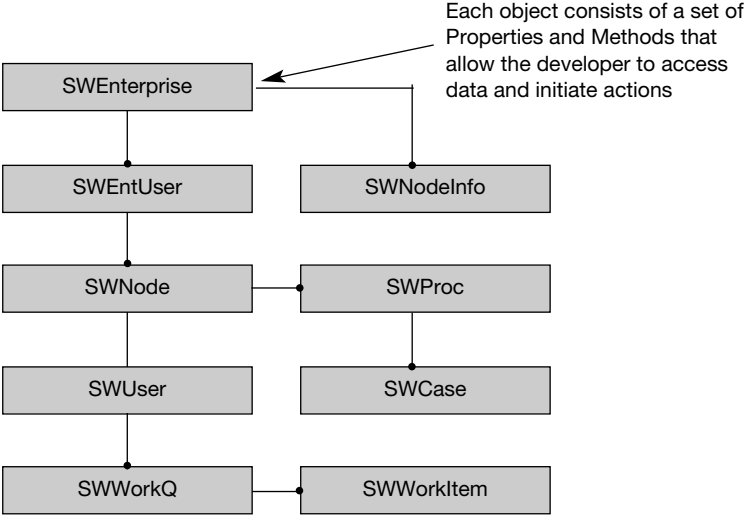 Each object consists of a set of
Properties and Methods that
allow the developer to access
data and initiate actions
SWEnterprise
SWEntUser
SWNodeInfo
SWNode
SWProc
SWUser
SWCase
SWWorkQ
SWWorkItem